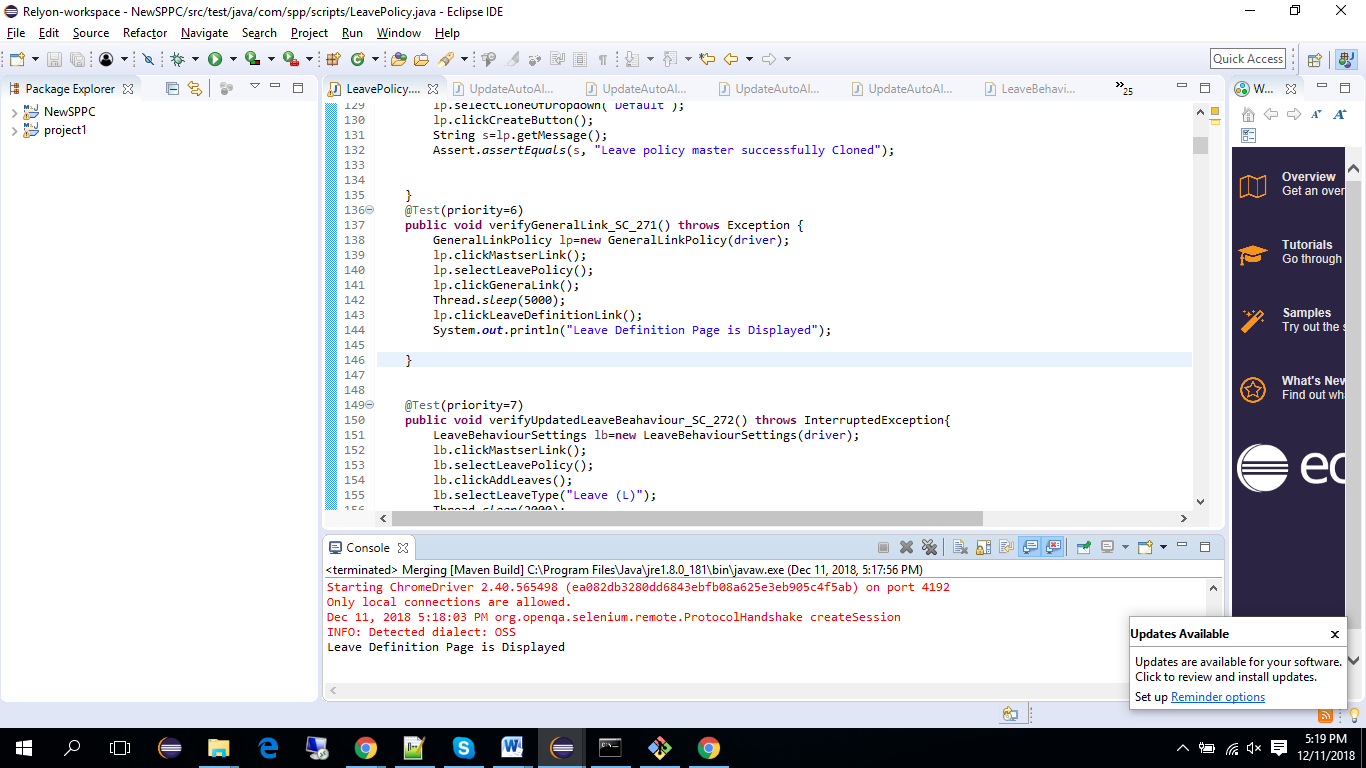 Relyon-workspace - NewSPPC/src/test/java/com/spp/scripts/LeavePolicy.java - Eclipse IDE
File Edit Source Refactor Navigate Search Project Run Window Help
Quick Access
Package Explorer
NewSPPC
project1
LeavePolicy.... UpdateAutoAl... UpdateAutoAl... UpdateAutoAl... UpdateAutoAl... LeaveBehavi... »25
129 lp.selectCloneOfDropdown("Default");
130 lp.clickCreateButton();
131 String s=lp.getMessage();
132 Assert.assertEquals(s, "Leave policy master successfully Cloned");
133
134
135 }
136 @Test(priority=6)
137 public void verifyGeneralLink_SC_271() throws Exception {
138 GeneralLinkPolicy lp=new GeneralLinkPolicy(driver);
139 lp.clickMastserLink();
140 lp.selectLeavePolicy();
141 lp.clickGeneraLink();
142 Thread.sleep(5000);
143 lp.clickLeaveDefinitionLink();
144 System.out.println("Leave Definition Page is Displayed");
145
146 }
147
148
149 @Test(priority=7)
150 public void verifyUpdatedLeaveBeahaviour_SC_272() throws InterruptedException{
151 LeaveBehaviourSettings lb=new LeaveBehaviourSettings(driver);
152 lb.clickMastserLink();
153 lb.selectLeavePolicy();
154 lb.clickAddLeaves();
155 lb.selectLeaveType("Leave (L)");
156 Thread.sleep(2000);
W...
Overview
Get an over
Tutorials
Go through
Samples
Try out the s
What's New
Find out wha
ec
Console
<terminated> Merging [Maven Build] C:\Program Files\Java\jre1.8.0_181\bin\javaw.exe (Dec 11, 2018, 5:17:56 PM)
Starting ChromeDriver 2.40.565498 (ea082db3280dd6843ebfb08a625e3eb905c4f5ab) on port 4192
Only local connections are allowed.
Dec 11, 2018 5:18:03 PM org.openqa.selenium.remote.ProtocolHandshake createSession
INFO: Detected dialect: OSS
Leave Definition Page is Displayed
Updates Available
Updates are available for your software.
Click to review and install updates.
Set up Reminder options
5:19 PM
12/11/2018